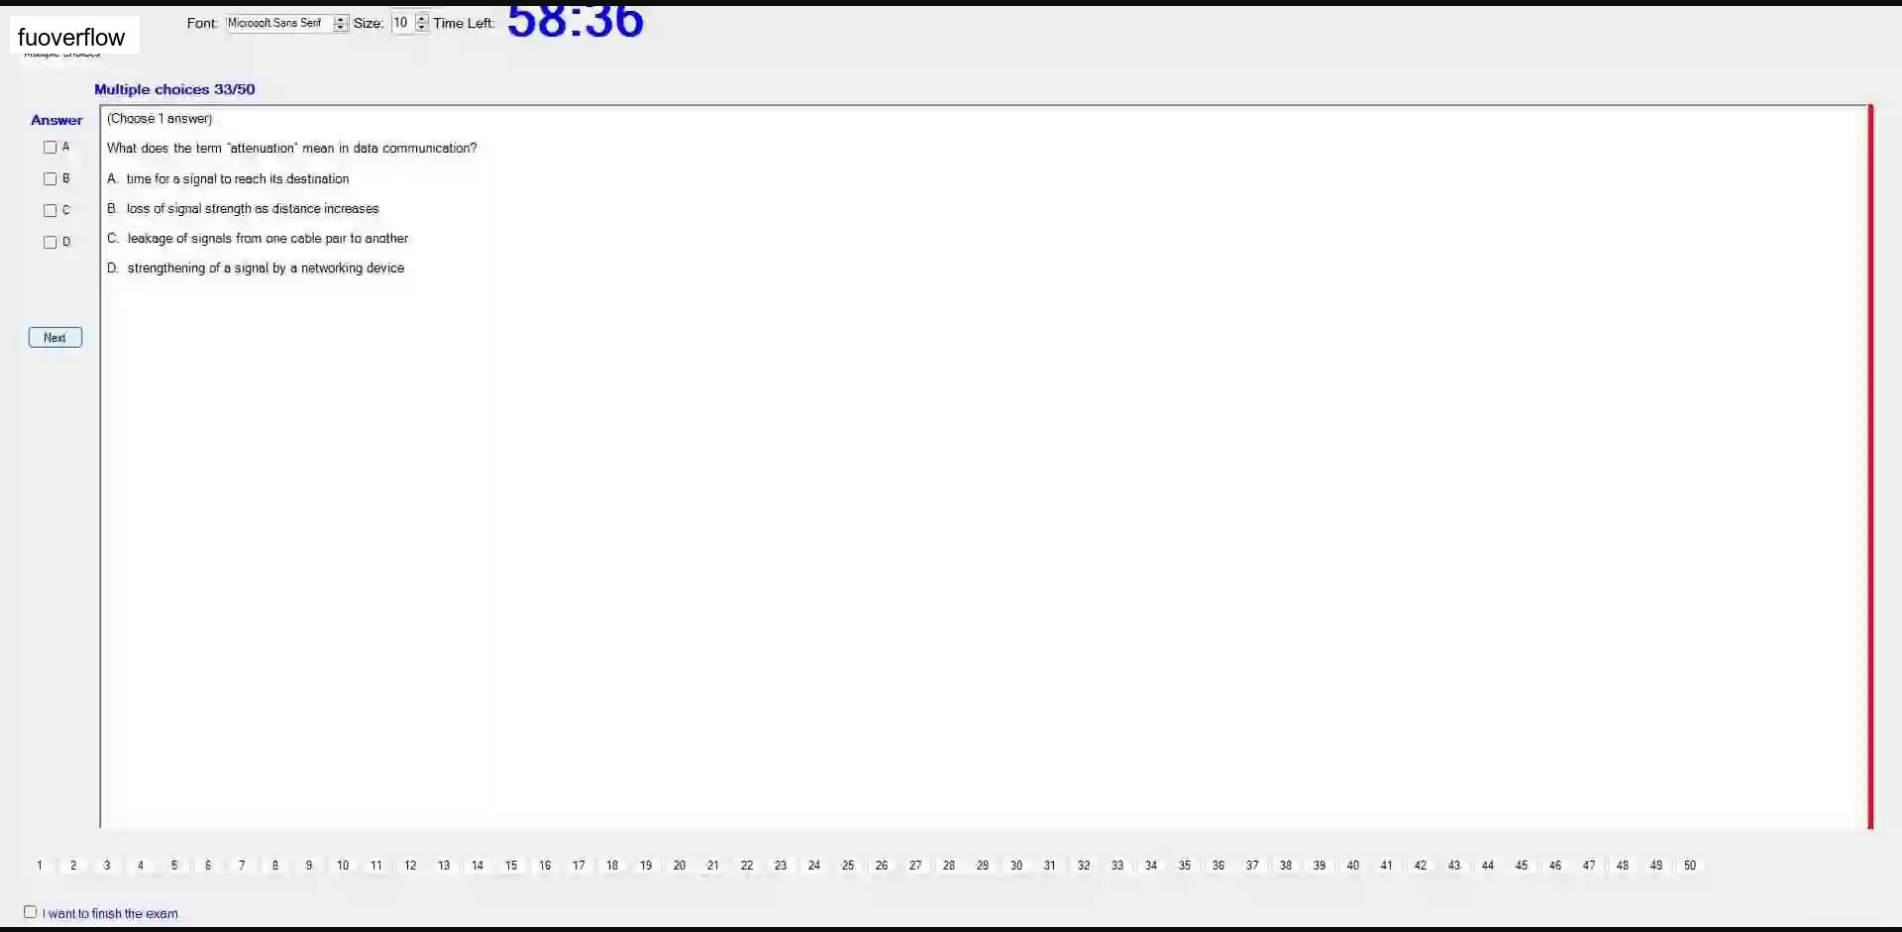 Font: Microsoft Sans Serif Size: 10 Time Left: 58:36
fuoverflow
Multiple choices
Multiple choices 33/50
Answer
A
B
C
D
Next
(Choose 1 answer)
What does the term "attenuation" mean in data communication?
A. time for a signal to reach its destination
B. loss of signal strength as distance increases
C. leakage of signals from one cable pair to another
D. strengthening of a signal by a networking device
1 2 3 4 5 6 7 8 9 10 11 12 13 14 15 16 17 18 19 20 21 22 23 24 25 26 27 28 29 30 31 32 33 34 35 36 37 38 39 40 41 42 43 44 45 46 47 48 49 50
I want to finish the exam.